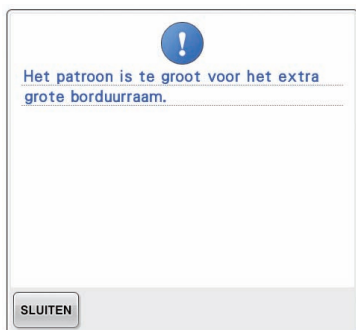 Het patroon is te groot voor het extra
grote borduurraam.
SLUITEN